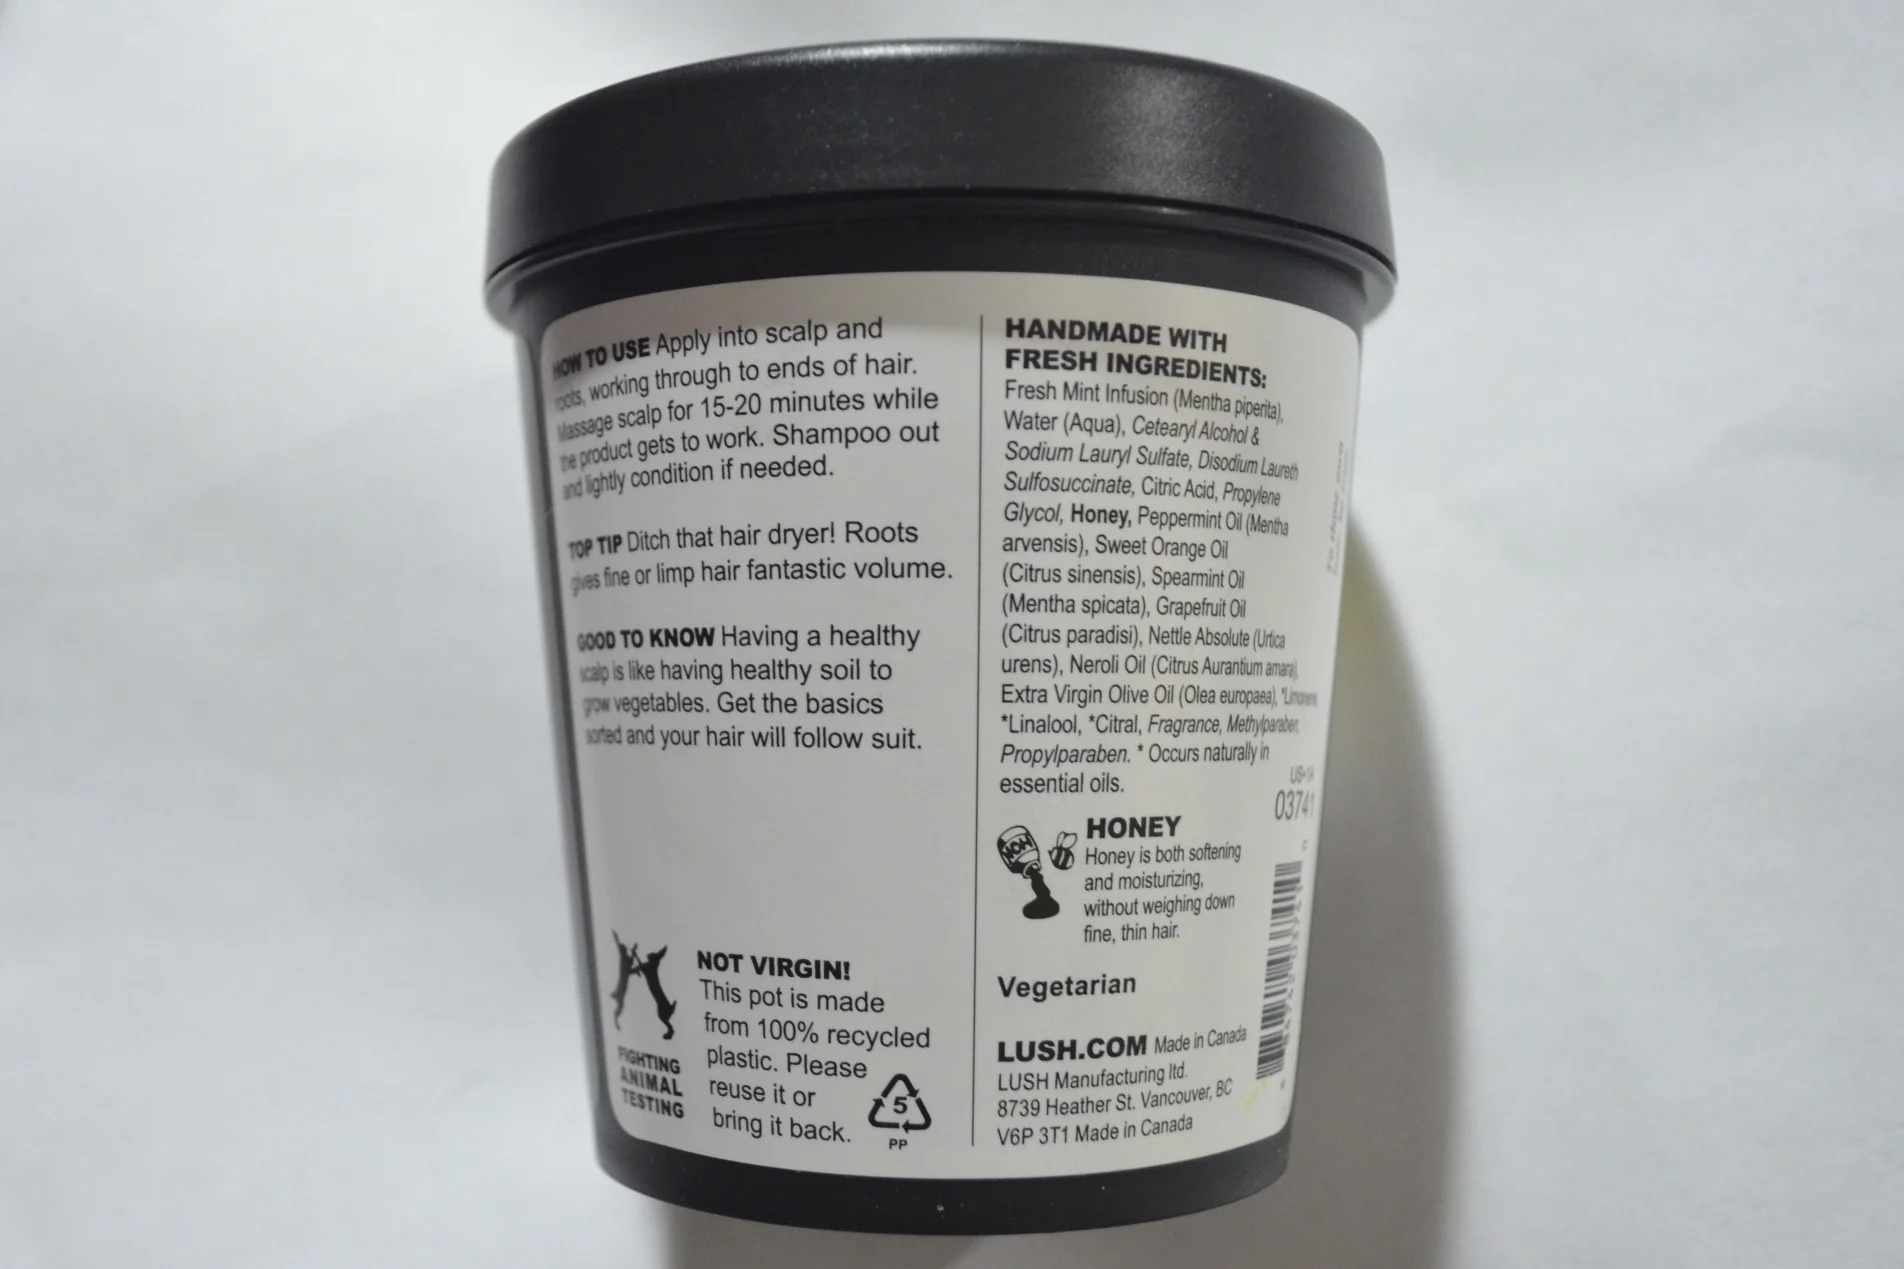 HOW TO USE Apply into scalp and
roots, working through to ends of hair.
Massage scalp for 15-20 minutes while
the product gets to work. Shampoo out
and lightly condition if needed.
TOP TIP Ditch that hair dryer! Roots
gives fine or limp hair fantastic volume.
GOOD TO KNOW Having a healthy
scalp is like having healthy soil to
grow vegetables. Get the basics
sorted and your hair will follow suit.
FIGHTING
ANIMAL
TESTING
NOT VIRGIN!
This pot is made
from 100% recycled
plastic. Please
reuse it or
bring it back.
5
PP
HANDMADE WITH
FRESH INGREDIENTS:
Fresh Mint Infusion (Mentha piperita),
Water (Aqua), Cetearyl Alcohol &
Sodium Lauryl Sulfate, Disodium Laureth
Sulfosuccinate, Citric Acid, Propylene
Glycol, Honey, Peppermint Oil (Mentha
arvensis), Sweet Orange Oil
(Citrus sinensis), Spearmint Oil
(Mentha spicata), Grapefruit Oil
(Citrus paradisi), Nettle Absolute (Urtica
urens), Neroli Oil (Citrus Aurantium amara),
Extra Virgin Olive Oil (Olea europaea), *Limonene,
*Linalool, *Citral, Fragrance, Methylparaben,
Propylparaben. * Occurs naturally in
essential oils.
03741
HON
HONEY
Honey is both softening
and moisturizing,
without weighing down
fine, thin hair.
Vegetarian
LUSH.COM Made in Canada
LUSH Manufacturing ltd.
8739 Heather St. Vancouver, BC
V6P 3T1 Made in Canada